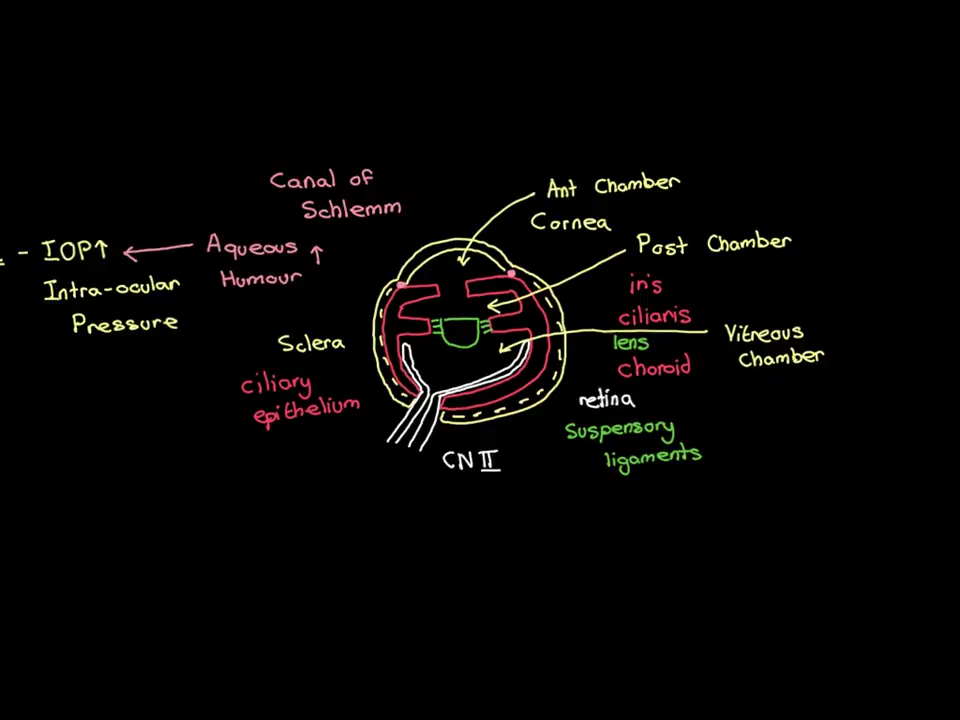 Canal of
Schlemm
Ant Chamber
Cornea
Post Chamber
- IOP↑
Aqueous ↑
Humour
Intra-ocular
Pressure
iris
ciliaris
lens
choroid
Vitreous
chamber
Sclera
ciliary
epithelium
retina
Suspensory
ligaments
CN II